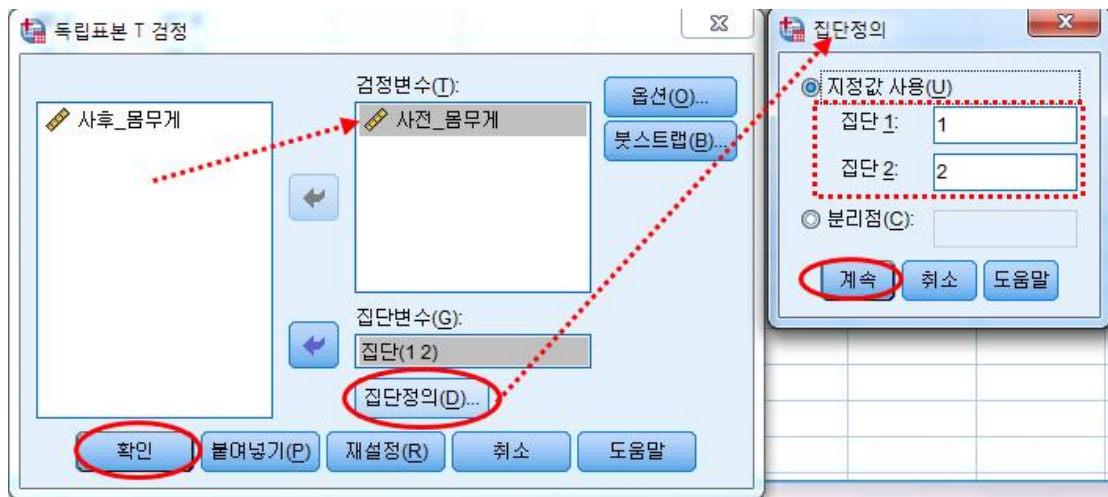 독립표본 T 검정
사후_몸무게
검정변수(T):
사전_몸무게
옵션(O)...
붓스트랩(B)...
집단변수(G):
집단(1 2)
집단정의(D)...
확인
붙여넣기(P)
재설정(R)
취소
도움말
집단정의
지정값 사용(U)
집단 1:
1
집단 2:
2
분리점(C):
계속
취소
도움말